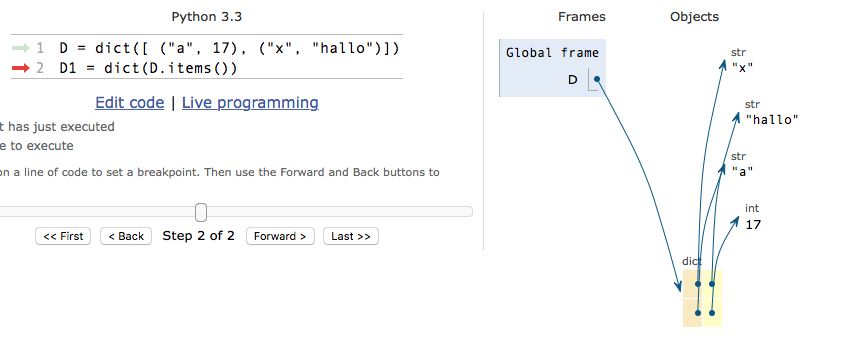 Python 3.3
1 D = dict([ ("a", 17), ("x", "hallo")])
2 D1 = dict(D.items())
Edit code | Live programming
t has just executed
e to execute
on a line of code to set a breakpoint. Then use the Forward and Back buttons to
<< First < Back Step 2 of 2 Forward > Last >>
Frames Objects
Global frame
D
str
"x"
str
"hallo"
str
"a"
int
17
dict